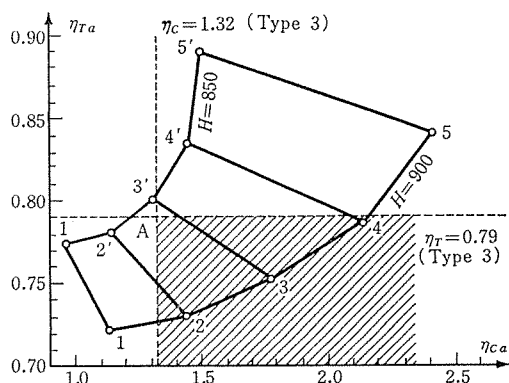 0.90
η_Ta
η_C=1.32 (Type 3)
5'
H=850
0.85
4'
5
H=900
0.80
3'
1
2'
A
4
η_T=0.79
(Type 3)
0.75
3
2
1
0.70
1.0
1.5
2.0
2.5
η_Ca